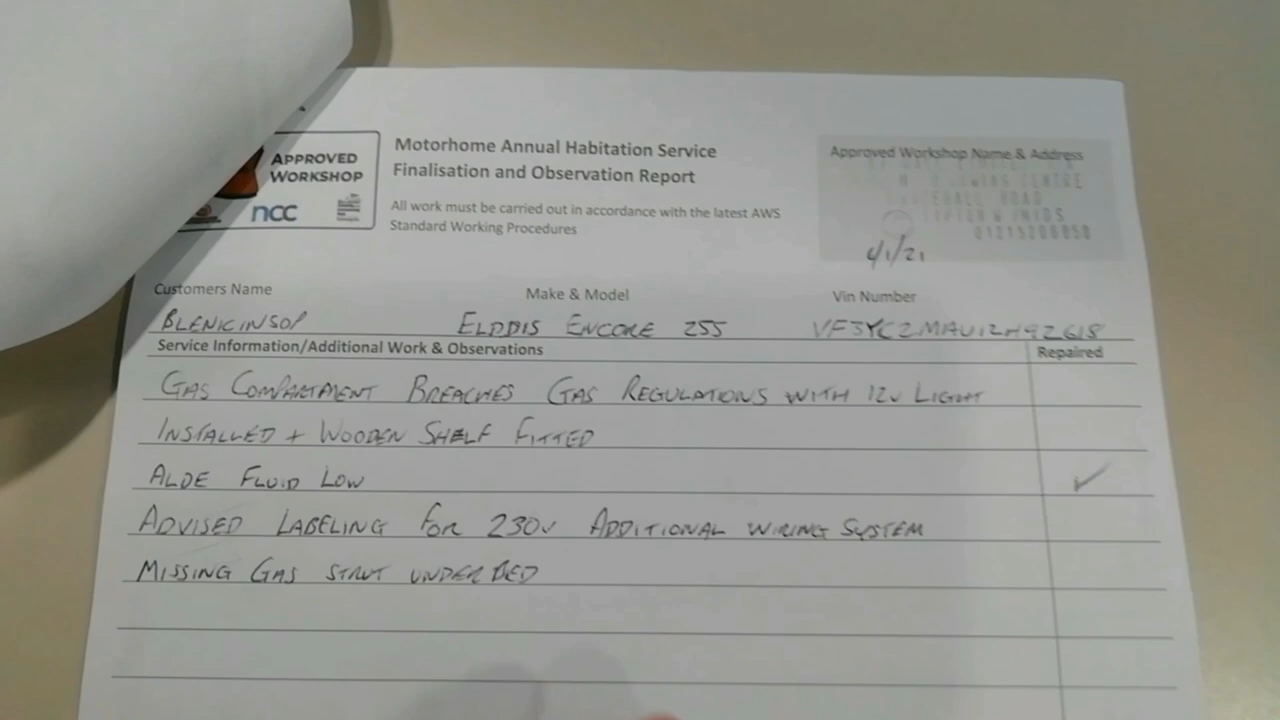 APPROVED
WORKSHOP
ncc
Motorhome Annual Habitation Service
Finalisation and Observation Report
All work must be carried out in accordance with the latest AWS
Standard Working Procedures
Approved Workshop Name & Address
CENTRE
ROAD
4/1/21
Customers Name
Make & Model
Vin Number
BLENKINSOP
ELDDIS ENCORE 255
Service Information/Additional Work & Observations
Repaired
GAS COMPARTMENT BREACHES GAS REGULATIONS WITH 12V LIGHT
INSTALLED + WOODEN SHELF FITTED
ALDE FLUID LOW ✓
ADVISED LABELING FOR 230V ADDITIONAL WIRING SYSTEM
MISSING GAS STRUT UNDER BED